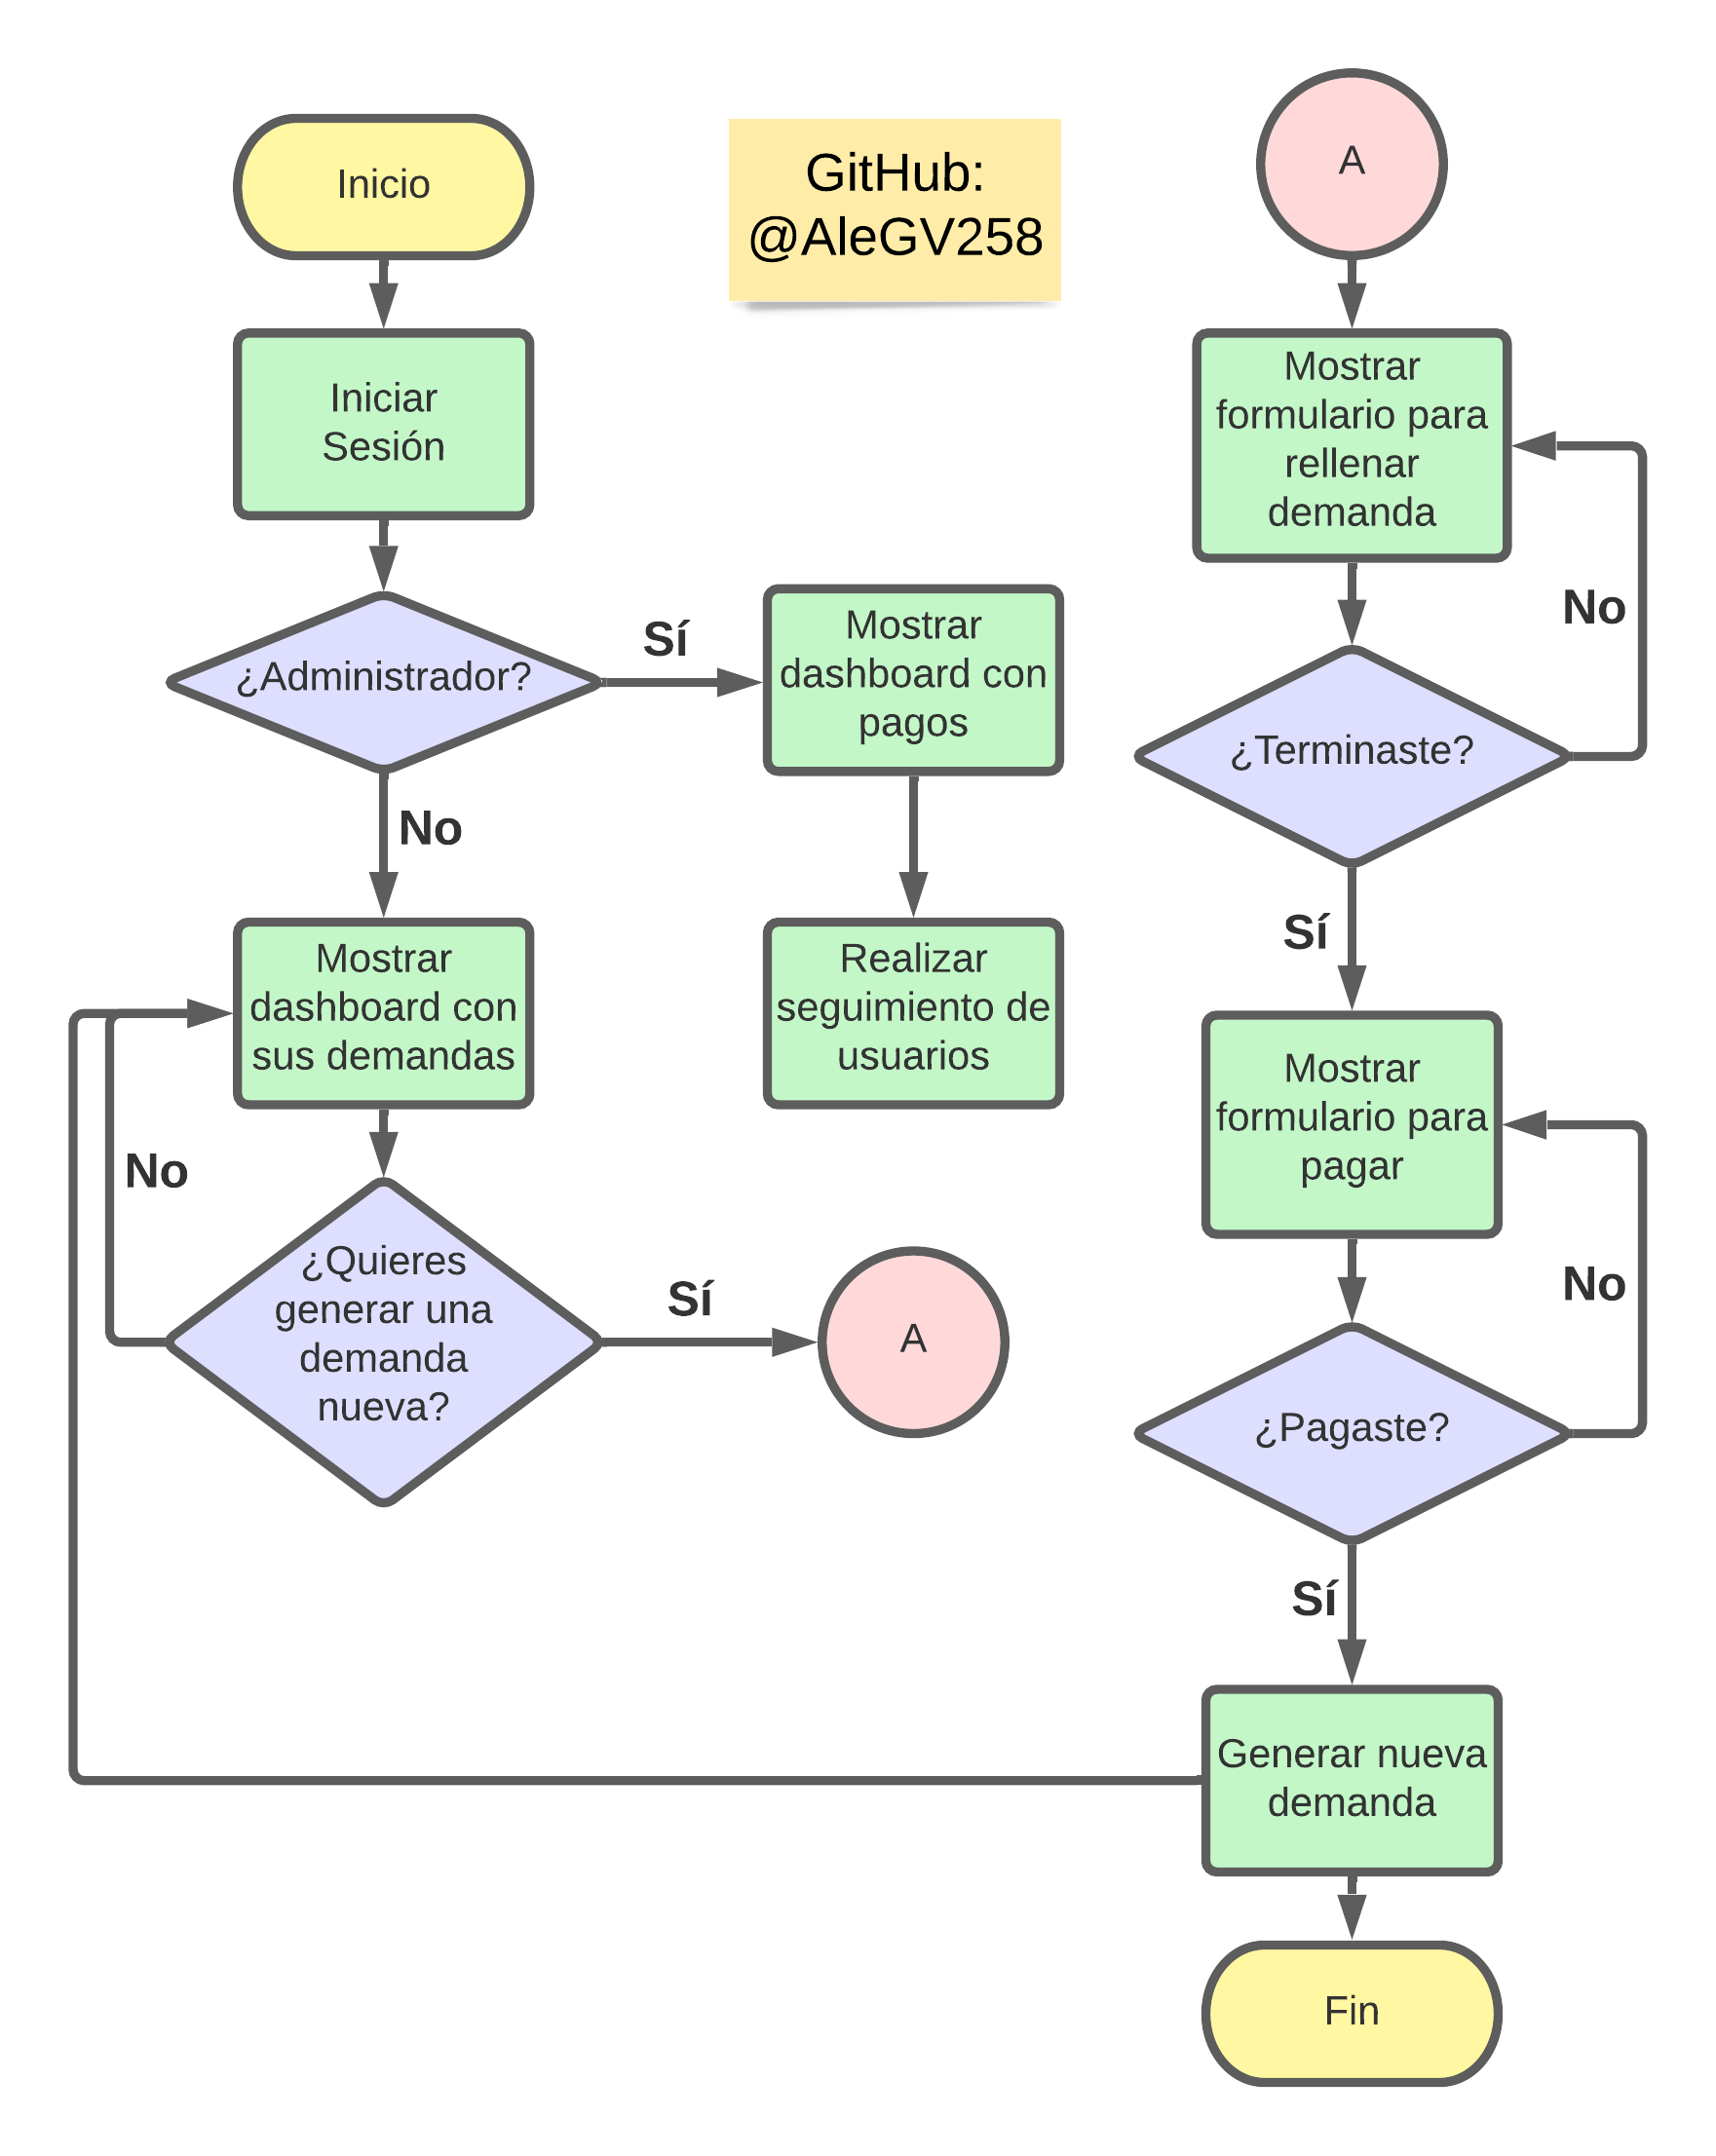 Inicio
GitHub:
@AleGV258
Iniciar
Sesión
¿Administrador?
Sí
Mostrar
dashboard con
pagos
No
Mostrar
dashboard con
sus demandas
Realizar
seguimiento de
usuarios
No
¿Quieres
generar una
demanda
nueva?
Sí
A
A
Mostrar
formulario para
rellenar
demanda
No
¿Terminaste?
Sí
Mostrar
formulario para
pagar
No
¿Pagaste?
Sí
Generar nueva
demanda
Fin